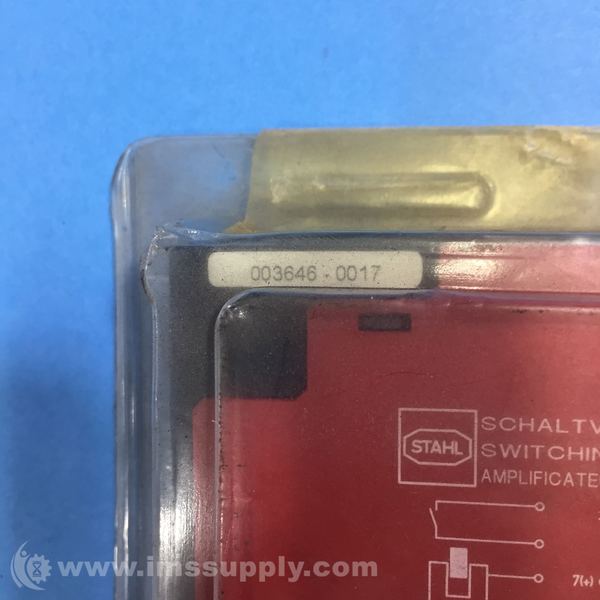 003646 - 0017
STAHL
SCHALTV
SWITCHIN
AMPLIFICATE
7(+)
www.imssupply.com